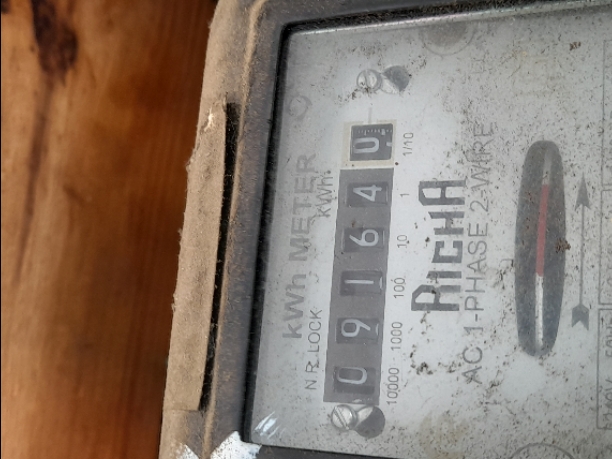 kWh METER
N R LOCK
kWh
0 9 1 6 4 0
10000 1000 100 10 1 1/10
RICHA
AC 1-PHASE 2-WIRE